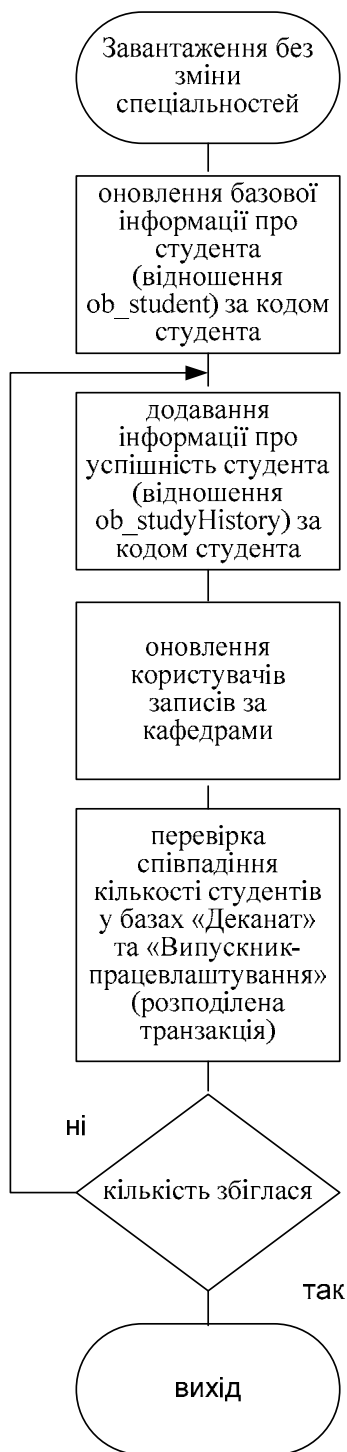 Завантаження без
зміни
спеціальностей
оновлення базової
інформації про
студента
(відношення
ob_student) за кодом
студента
додавання
інформації про
успішність студента
(відношення
ob_studyHistory) за
кодом студента
оновлення
користувачів
записів за
кафедрами
перевірка
співпадіння
кількості студентів
у базах «Деканат»
та «Випускник-
працевлаштування»
(розподілена
транзакція)
ні
кількість збіглася
так
вихід